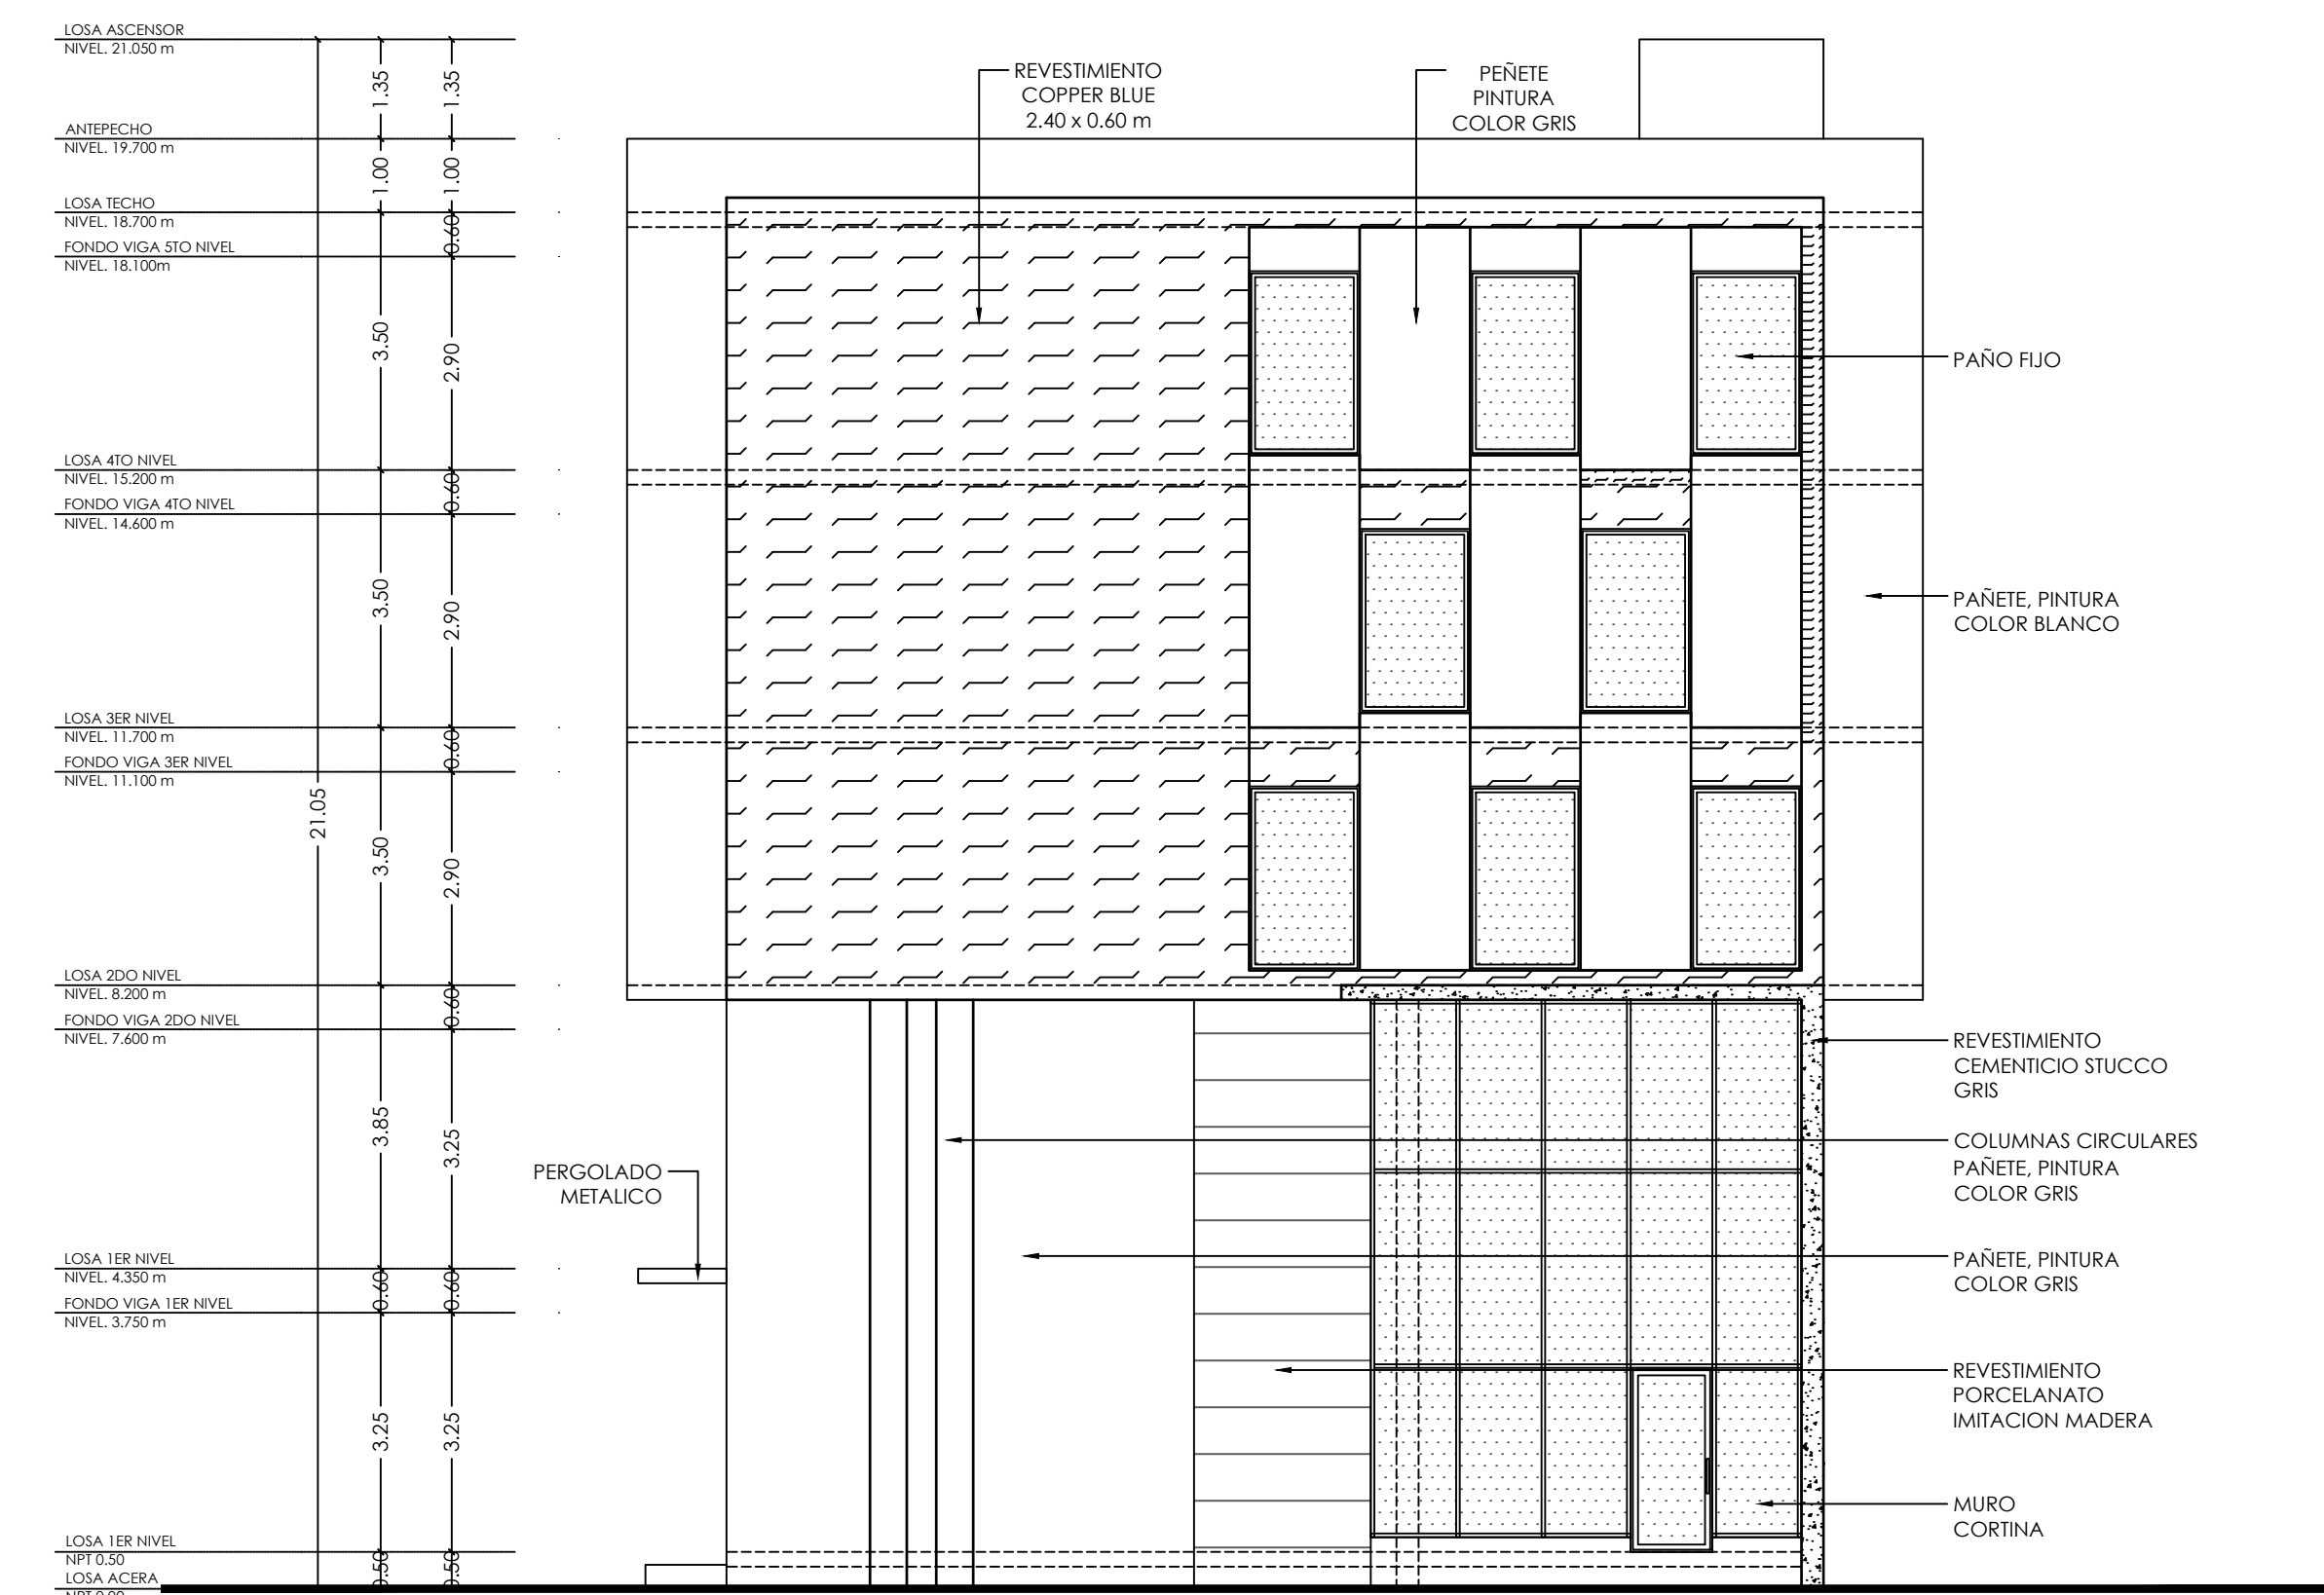 LOSA ASCENSOR
NIVEL. 21.050 m
ANTEPECHO
NIVEL. 19.700 m
LOSA TECHO
NIVEL. 18.700 m
FONDO VIGA 5TO NIVEL
NIVEL. 18.100m
LOSA 4TO NIVEL
NIVEL. 15.200 m
FONDO VIGA 4TO NIVEL
NIVEL. 14.600 m
LOSA 3ER NIVEL
NIVEL. 11.700 m
FONDO VIGA 3ER NIVEL
NIVEL. 11.100 m
LOSA 2DO NIVEL
NIVEL. 8.200 m
FONDO VIGA 2DO NIVEL
NIVEL. 7.600 m
LOSA 1ER NIVEL
NIVEL. 4.350 m
FONDO VIGA 1ER NIVEL
NIVEL. 3.750 m
LOSA 1ER NIVEL
NPT 0.50
LOSA ACERA
NPT 0.00
21.05
1.35
1.00
3.50
3.50
3.50
3.85
0.60
3.25
0.50
1.35
1.00
0.60
2.90
0.60
2.90
0.60
2.90
0.60
3.25
0.60
3.25
0.50
REVESTIMIENTO
COPPER BLUE
2.40 x 0.60 m
PEÑETE
PINTURA
COLOR GRIS
PAÑO FIJO
PAÑETE, PINTURA
COLOR BLANCO
REVESTIMIENTO
CEMENTICIO STUCCO
GRIS
COLUMNAS CIRCULARES
PAÑETE, PINTURA
COLOR GRIS
PERGOLADO
METALICO
PAÑETE, PINTURA
COLOR GRIS
REVESTIMIENTO
PORCELANATO
IMITACION MADERA
MURO
CORTINA